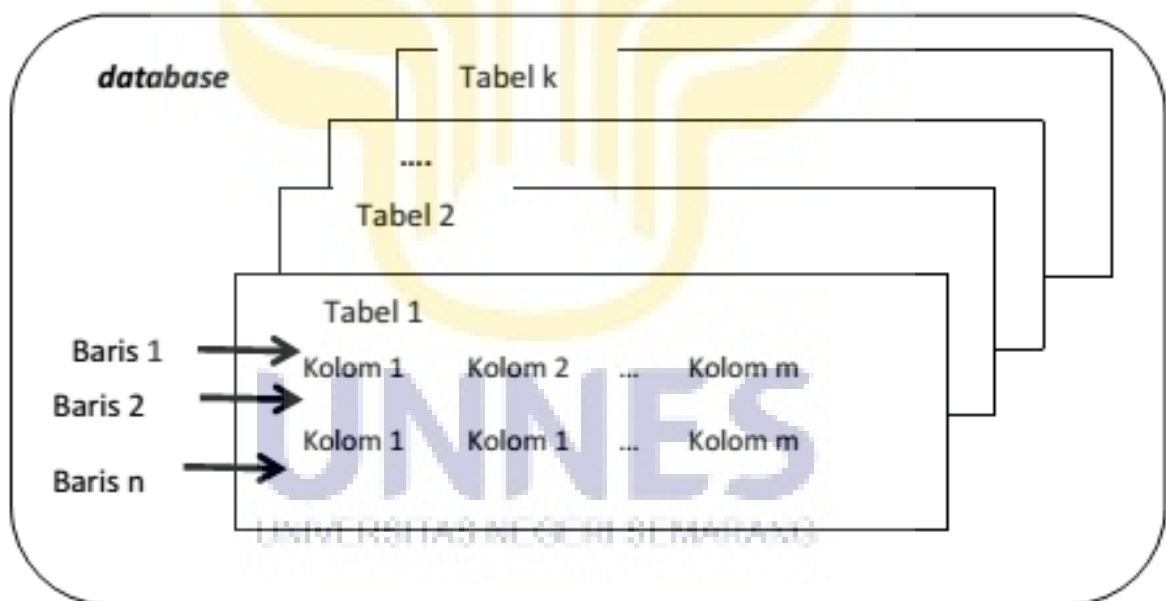 database
Tabel k
....
Tabel 2
Tabel 1
Baris 1
Kolom 1 Kolom 2 ... Kolom m
Baris 2
Kolom 1 Kolom 1 ... Kolom m
Baris n
UNNES
UNIVERSITAS NEGERI SEMARANG